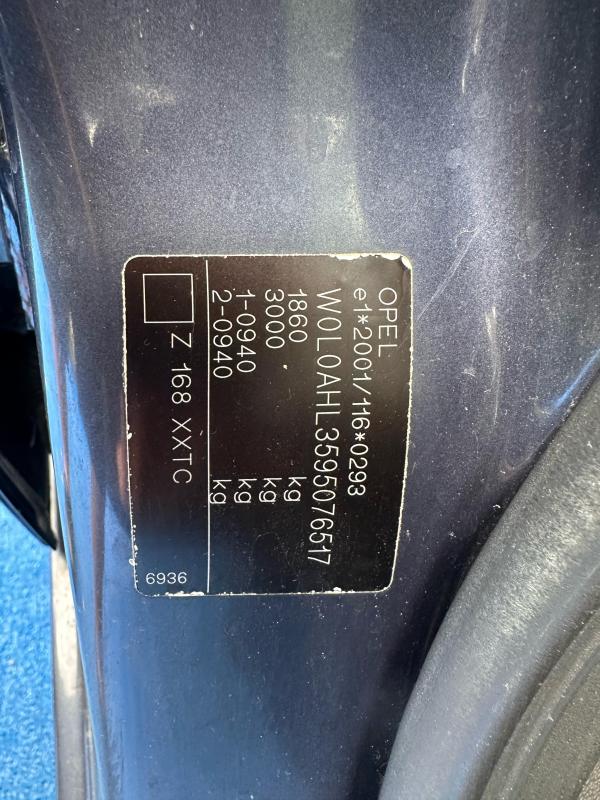 OPEL
e1*2001/116*0293
W0L0AHL3595076517
1860 kg
3000 kg
1-0940 kg
2-0940 kg
Z 168 XXTC
6936